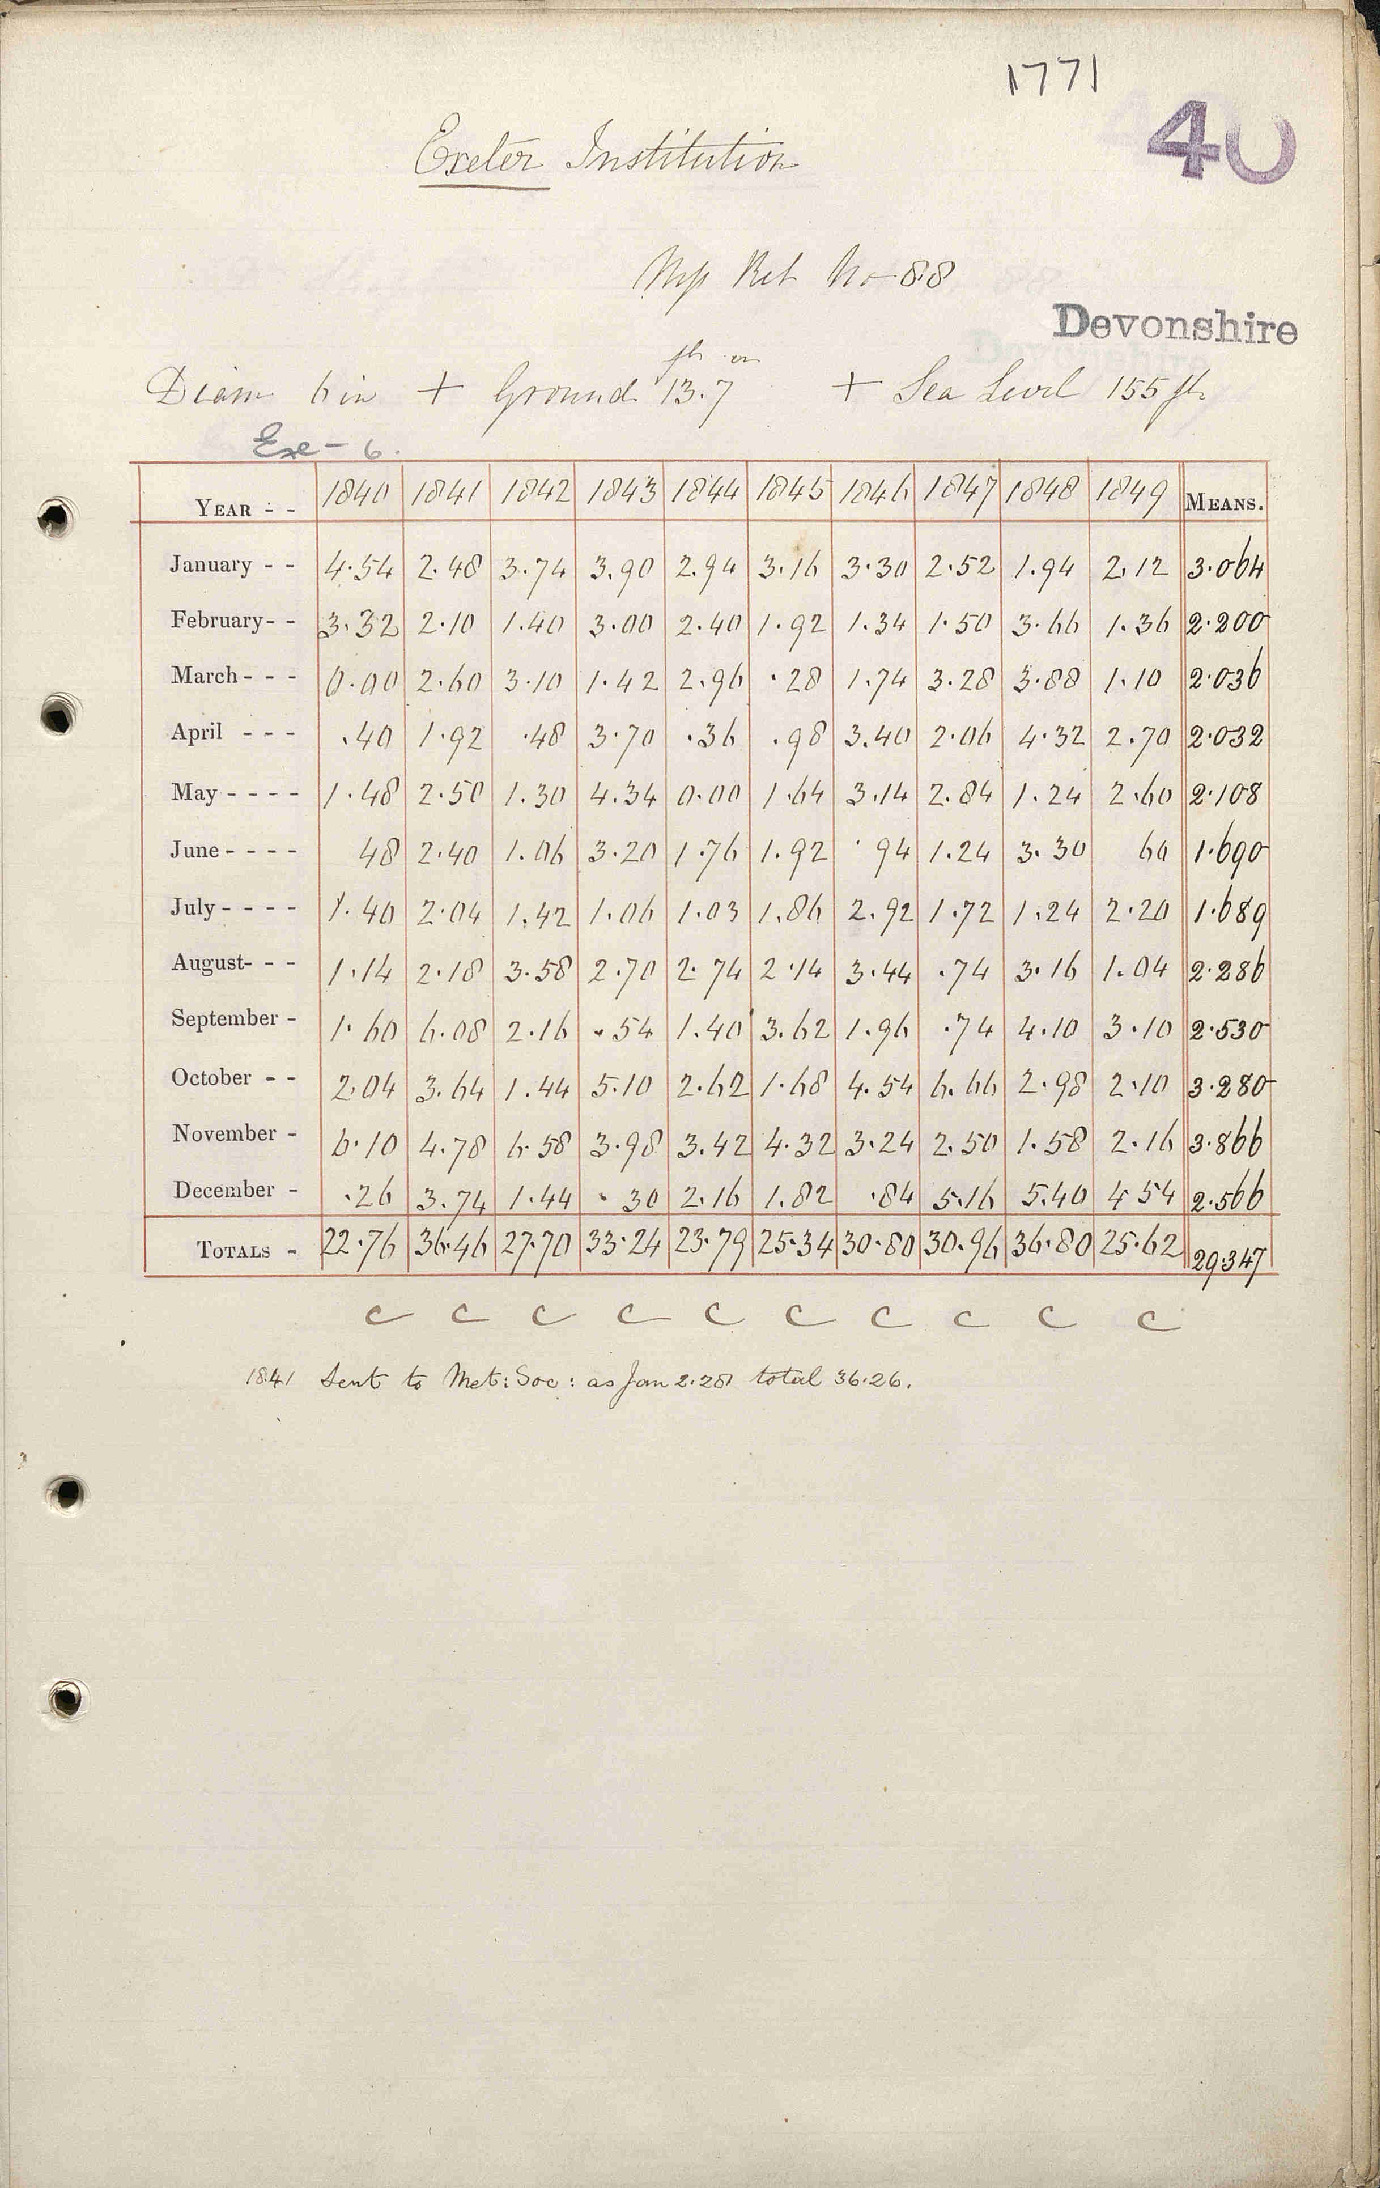 1771
40
Exeter Institution
Mss Ret No 88
Devonshire
ft in
Diam 6 in + Ground 13.7 + Sea Level 155 ft
Exe - 6.
YEAR - - 1840 1841 1842 1843 1844 1845 1846 1847 1848 1849 MEANS.
January - - 4.54 2.48 3.74 3.90 2.94 3.16 3.30 2.52 1.94 2.12 3.064
February - - 3.32 2.10 1.40 3.00 2.40 1.92 1.34 1.50 3.66 1.36 2.200
March - - - 0.00 2.60 3.10 1.42 2.96 .28 1.74 3.28 3.88 1.10 2.036
April - - - .40 1.92 .48 3.70 .36 .98 3.40 2.06 4.32 2.70 2.032
May - - - - 1.48 2.50 1.30 4.34 0.00 1.64 3.14 2.84 1.24 2.60 2.108
June - - - - 48 2.40 1.06 3.20 1.76 1.92 .94 1.24 3.30 60 1.690
July - - - - 1.40 2.04 1.42 1.06 1.03 1.86 2.92 1.72 1.24 2.20 1.689
August - - - 1.14 2.18 3.58 2.70 2.74 2.14 3.44 .74 3.16 1.04 2.286
September - 1.60 6.08 2.16 .54 1.40 3.62 1.96 .74 4.10 3.10 2.530
October - - 2.04 3.64 1.44 5.10 2.62 1.68 4.54 6.66 2.98 2.10 3.280
November - 6.10 4.78 6.58 3.98 3.42 4.32 3.24 2.50 1.58 2.16 3.866
December - .26 3.74 1.44 .30 2.16 1.82 .84 5.16 5.40 4 54 2.566
TOTALS - 22.76 36.46 27.70 33.24 23.79 25.34 30.80 30.96 36.80 25.62 29.347
C C C C C C C C C C
1841 Sent to Met: Soc: as Jan 2.28 total 36.26.